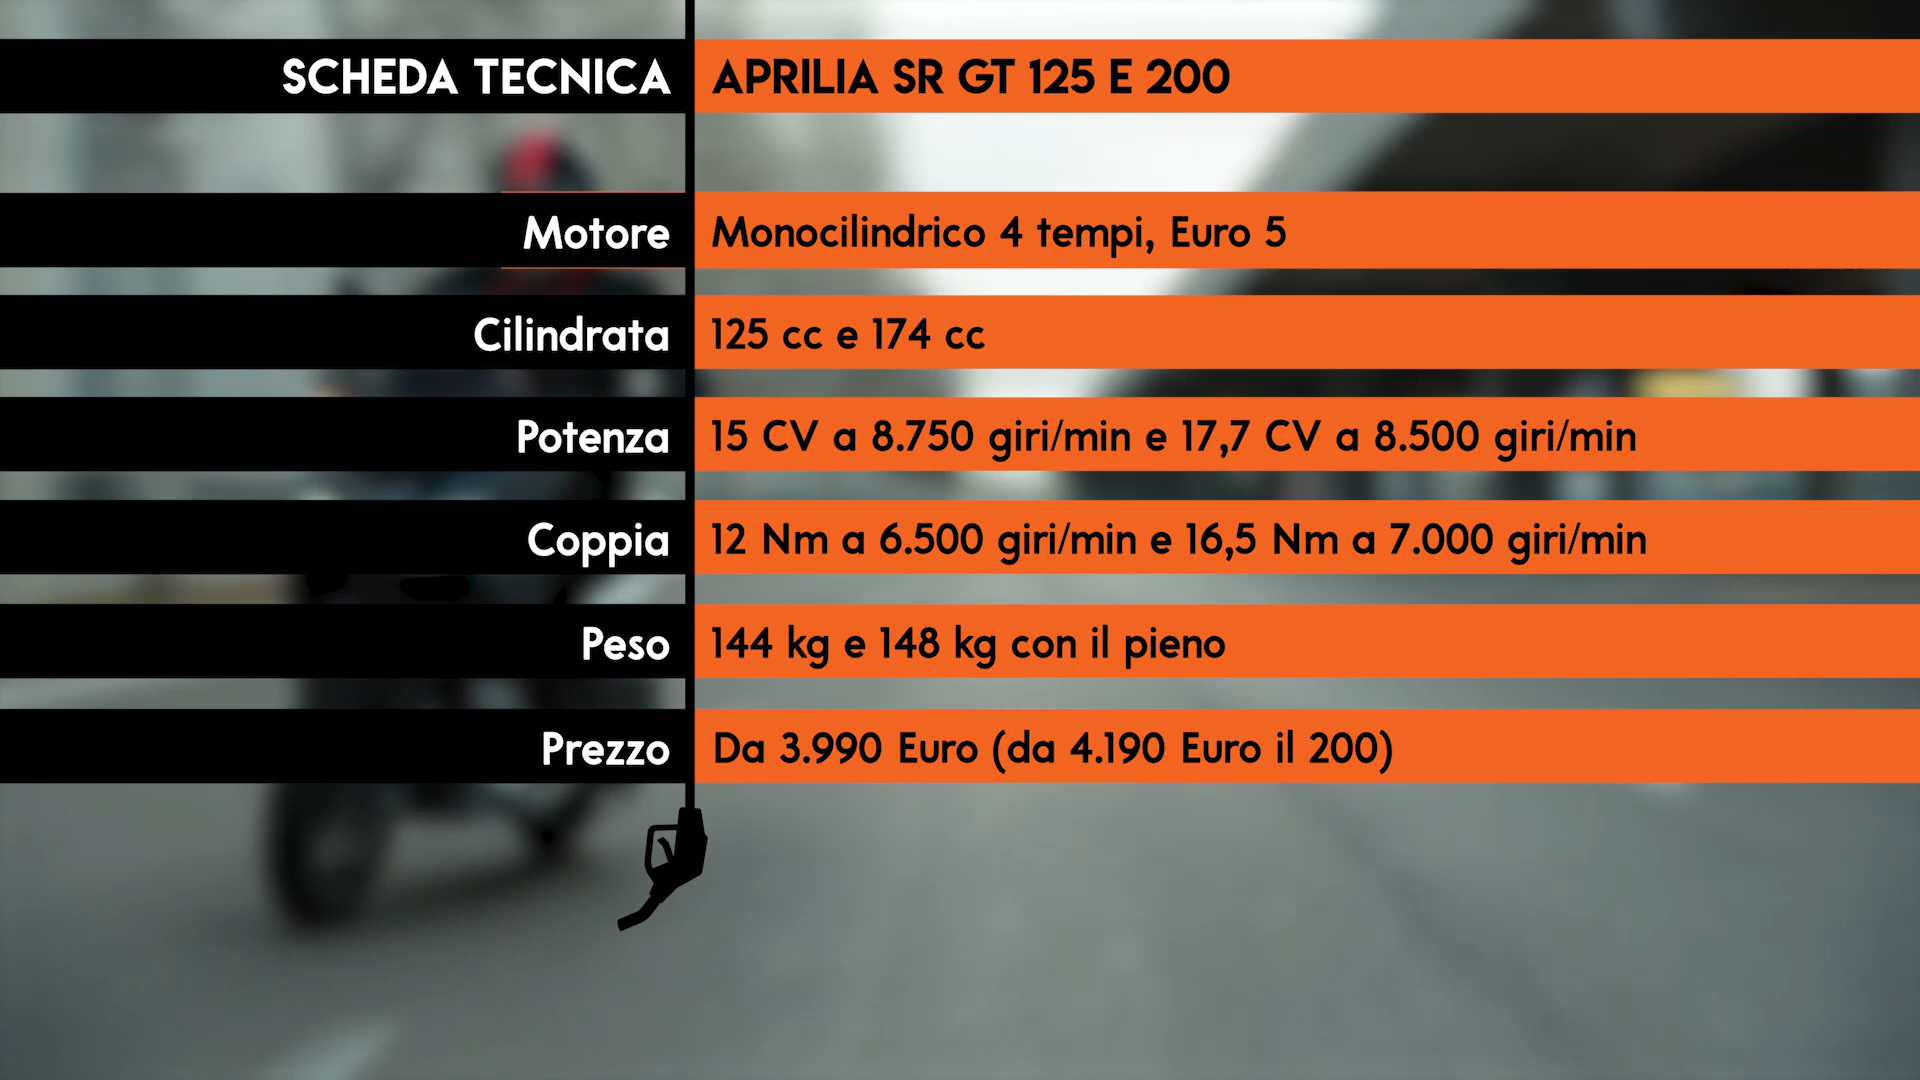 SCHEDA TECNICA APRILIA SR GT 125 E 200
Motore Monocilindrico 4 tempi, Euro 5
Cilindrata 125 cc e 174 cc
Potenza 15 CV a 8.750 giri/min e 17,7 CV a 8.500 giri/min
Coppia 12 Nm a 6.500 giri/min e 16,5 Nm a 7.000 giri/min
Peso 144 kg e 148 kg con il pieno
Prezzo Da 3.990 Euro (da 4.190 Euro il 200)